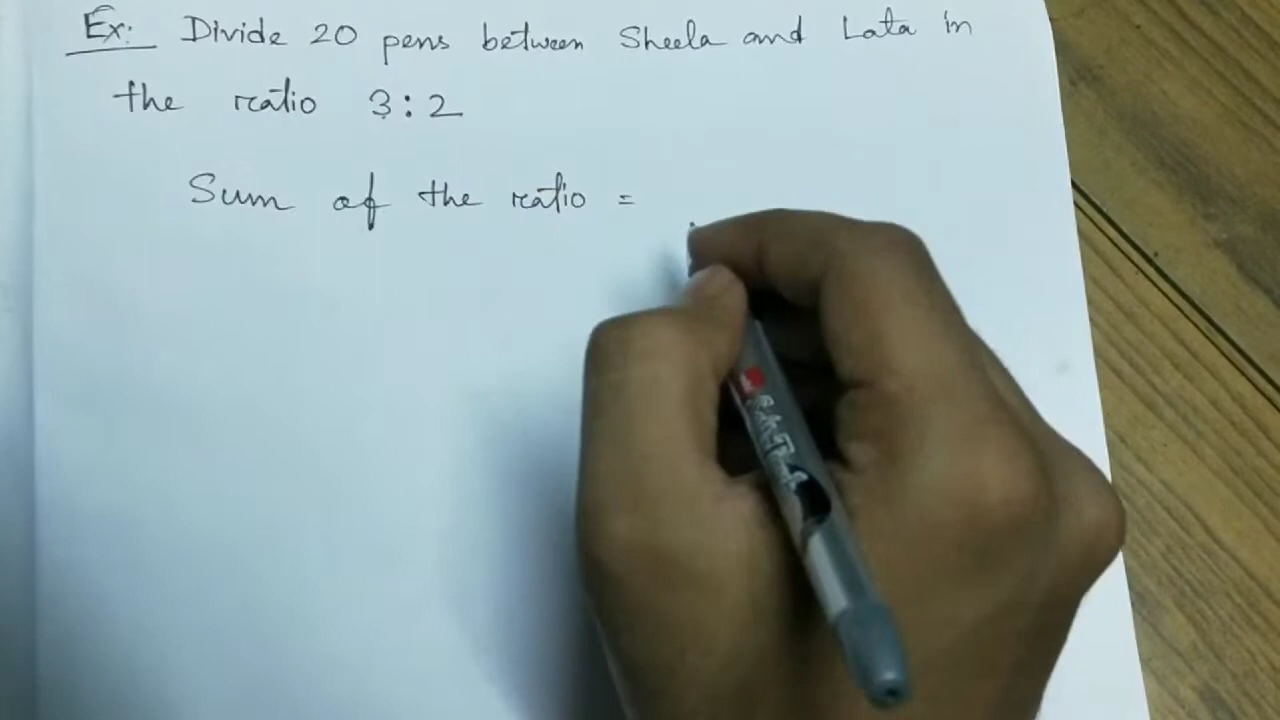 Ex: Divide 20 pens between Sheela and Lata in
the ratio 3:2
Sum of the ratio =